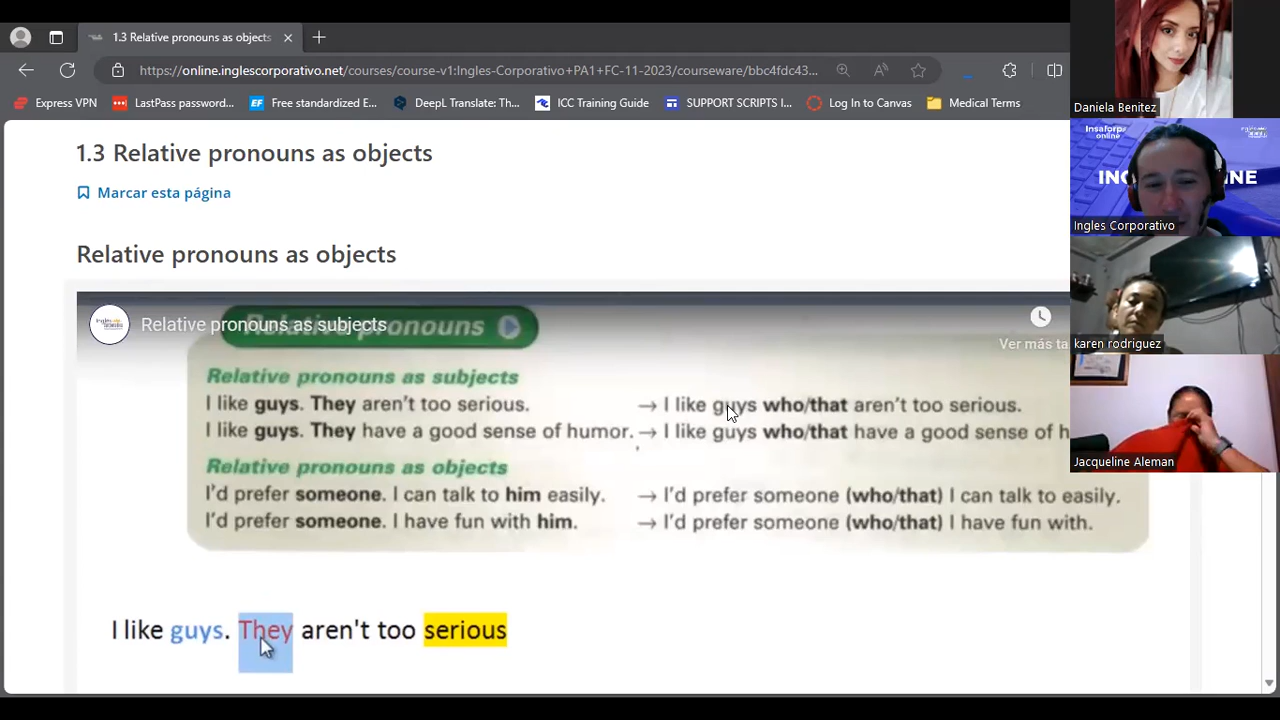 1.3 Relative pronouns as objects
https://online.inglescorporativo.net/courses/course-v1:Ingles-Corporativo+PA1+FC-11-2023/courseware/bbc4fdc43...
Express VPN
LastPass password...
Free standardized E...
DeepL Translate: Th...
ICC Training Guide
SUPPORT SCRIPTS I...
Log In to Canvas
Medical Terms
1.3 Relative pronouns as objects
Marcar esta página
Relative pronouns as objects
Relative pronouns as subjects
Relative pronouns
Ver más ta
Relative pronouns as subjects
I like guys. They aren't too serious. → I like guys who/that aren't too serious.
I like guys. They have a good sense of humor. → I like guys who/that have a good sense of h
Relative pronouns as objects
I'd prefer someone. I can talk to him easily. → I'd prefer someone (who/that) I can talk to easily.
I'd prefer someone. I have fun with him. → I'd prefer someone (who/that) I have fun with.
I like guys. They aren't too serious
Daniela Benitez
Insaforp
online
Ingles Corporativo
karen rodriguez
Jacqueline Aleman